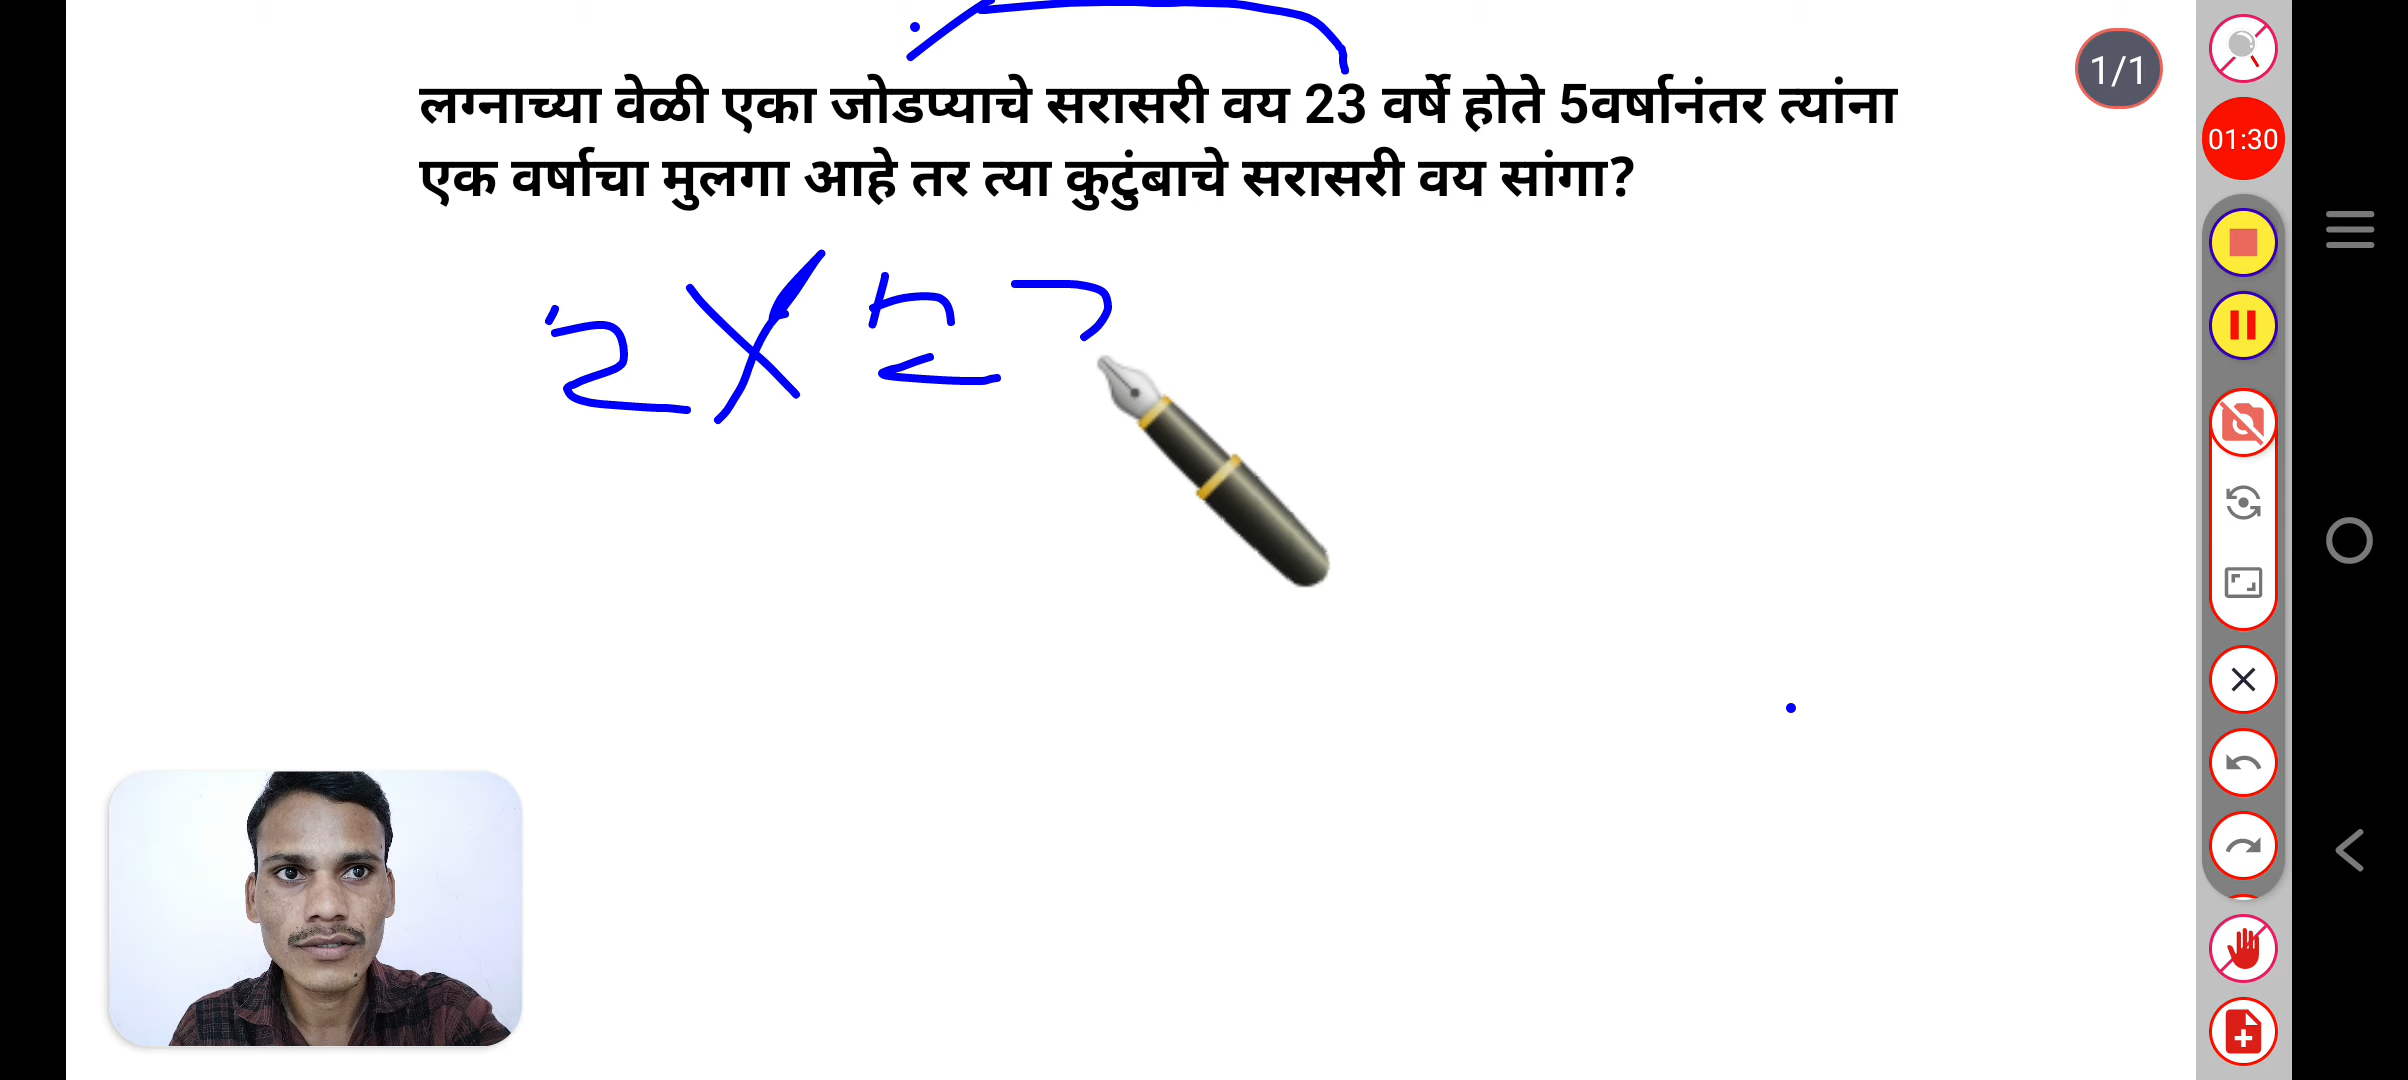 1/1
01:30
लग्नाच्या वेळी एका जोडप्याचे सरासरी वय 23 वर्षे होते 5वर्षानंतर त्यांना
एक वर्षाचा मुलगा आहे तर त्या कुटुंबाचे सरासरी वय सांगा?
2 X 2